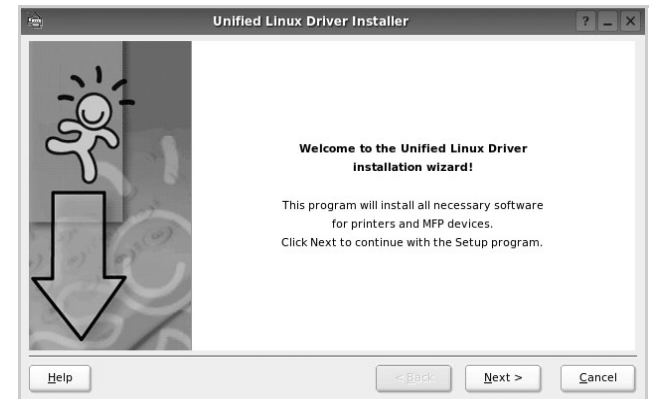 Unified Linux Driver Installer
Welcome to the Unified Linux Driver
installation wizard!
This program will install all necessary software
for printers and MFP devices.
Click Next to continue with the Setup program.
Help
< Back
Next >
Cancel